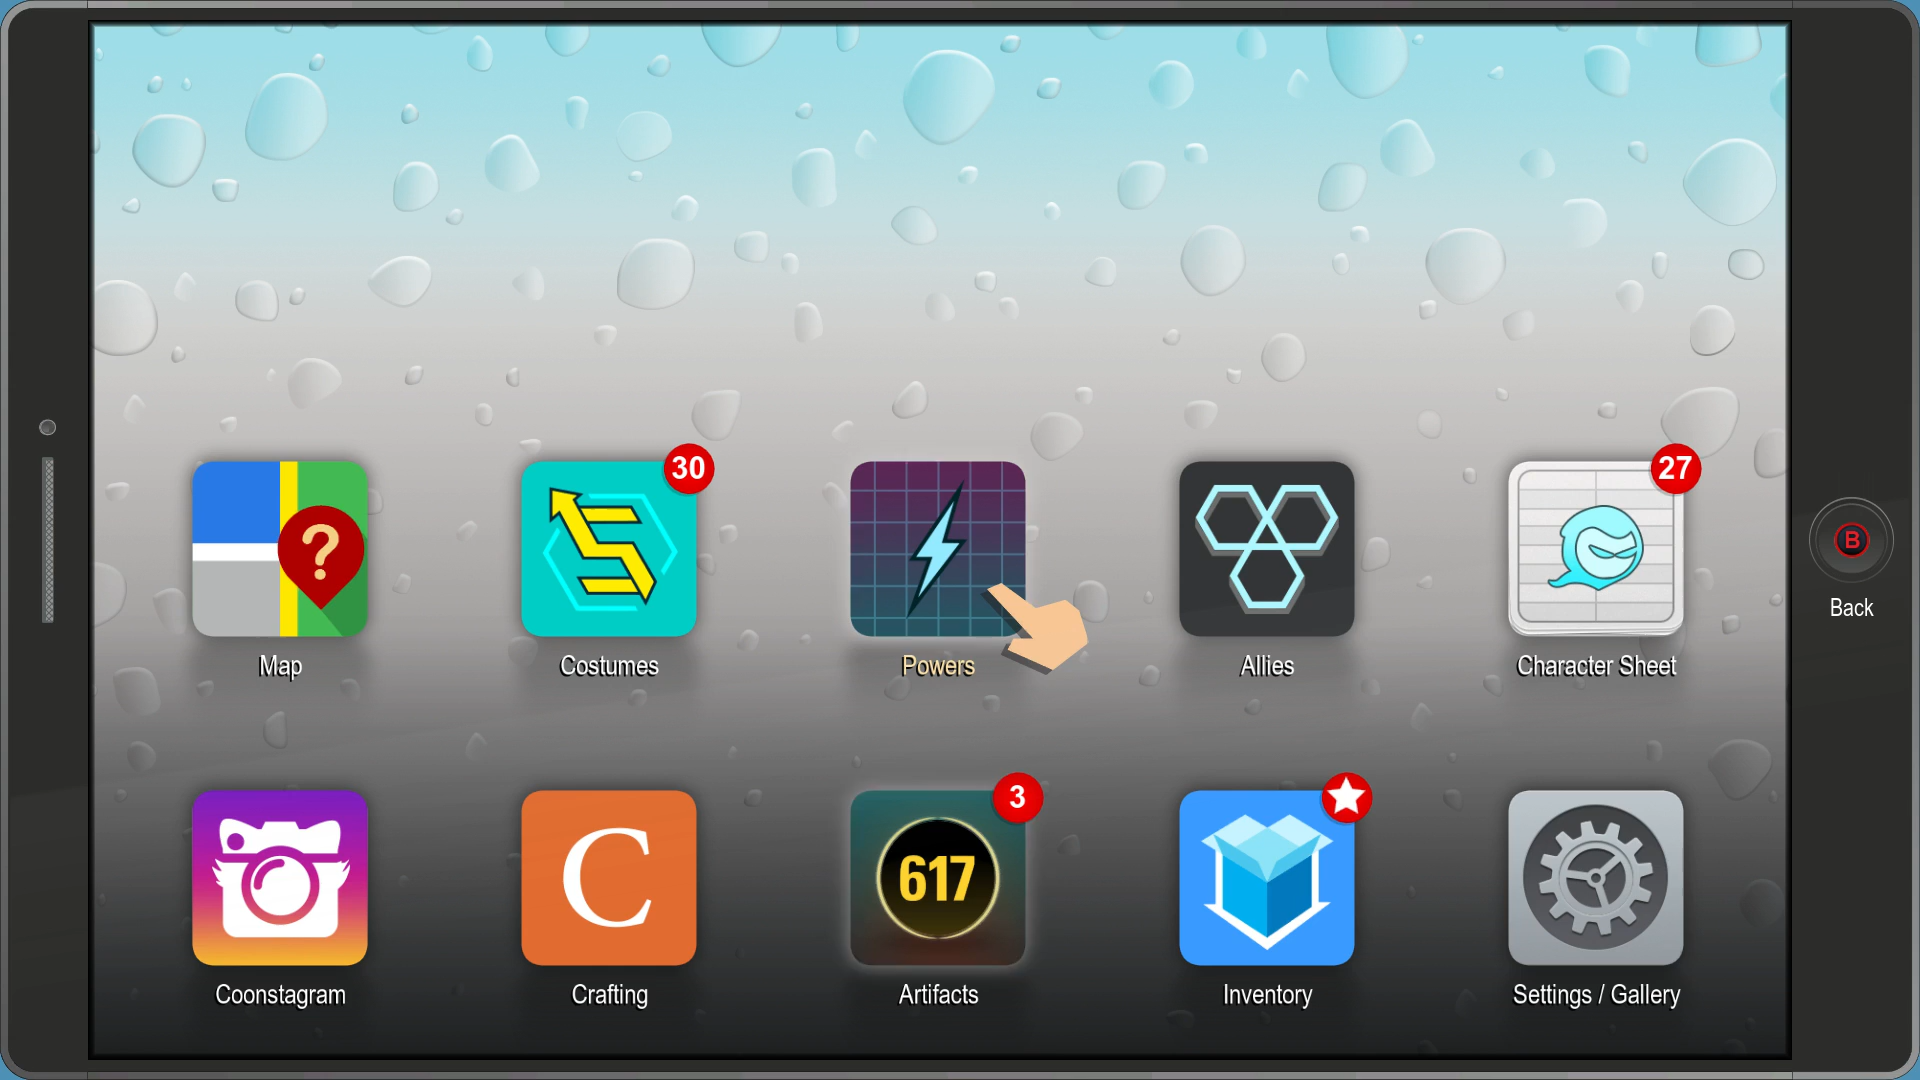 30
27
?
B
Back
Map
Costumes
Powers
Allies
Character Sheet
3
C
617
Coonstagram
Crafting
Artifacts
Inventory
Settings / Gallery